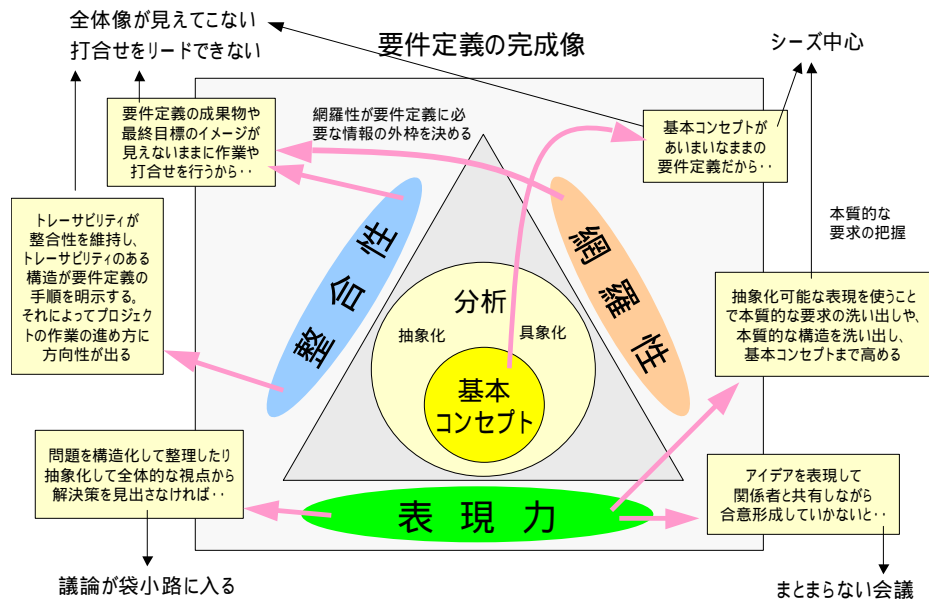 全体像が見えてこない
打合せをリードできない
要件定義の完成像
シーズ中心
要件定義の成果物や
最終目標のイメージが
見えないままに作業や
打合せを行うから‥
網羅性が要件定義に必
要な情報の外枠を決める
基本コンセプトが
あいまいなままの
要件定義だから‥
トレーサビリティが
整合性を維持し、
トレーサビリティのある
構造が要件定義の
手順を明示する。
それによってプロジェク
トの作業の進め方に
方向性が出る
整合性
網羅性
本質的な
要求の把握
分析
抽象化
具象化
基本
コンセプト
抽象化可能な表現を使うこと
で本質的な要求の洗い出しや、
本質的な構造を洗い出し、
基本コンセプトまで高める
問題を構造化して整理したり
抽象化して全体的な視点から
解決策を見出さなければ‥
表現力
アイデアを表現して
関係者と共有しながら
合意形成していかないと‥
議論が袋小路に入る
まとまらない会議